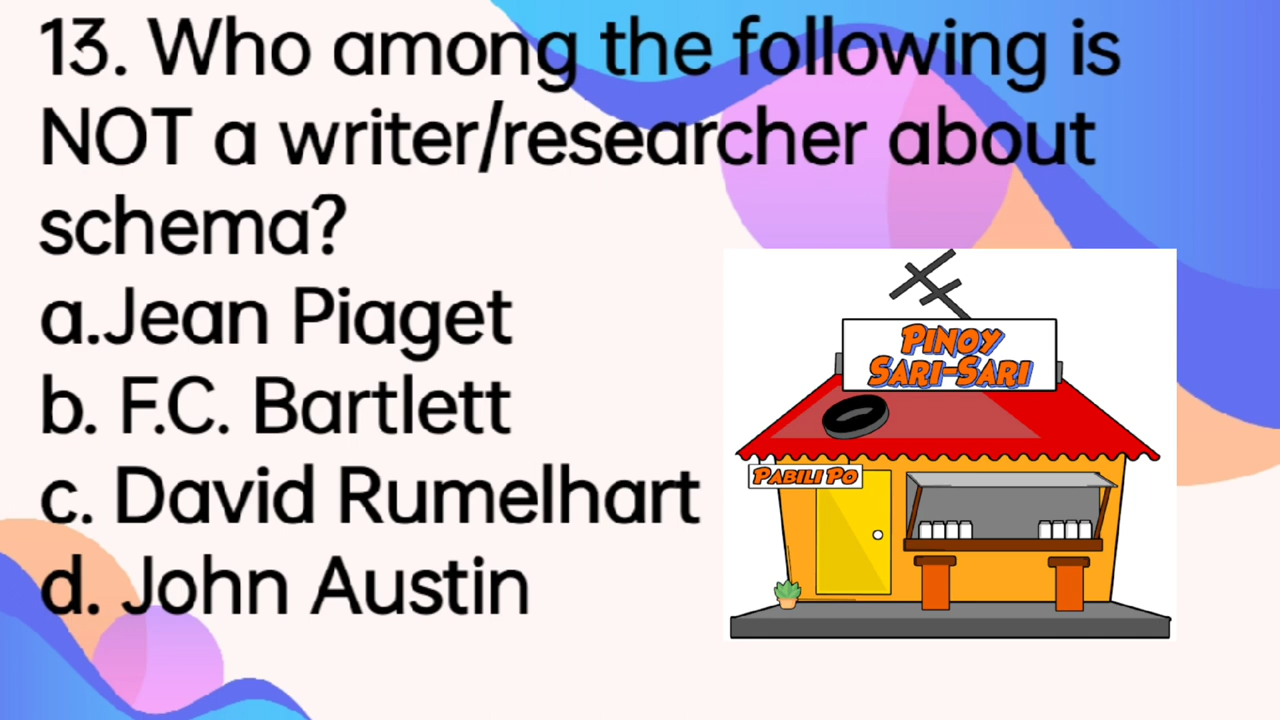 13. Who among the following is
NOT a writer/researcher about
schema?
a.Jean Piaget
b. F.C. Bartlett
c. David Rumelhart
d. John Austin
PINOY
SARI-SARI
PABILI PO